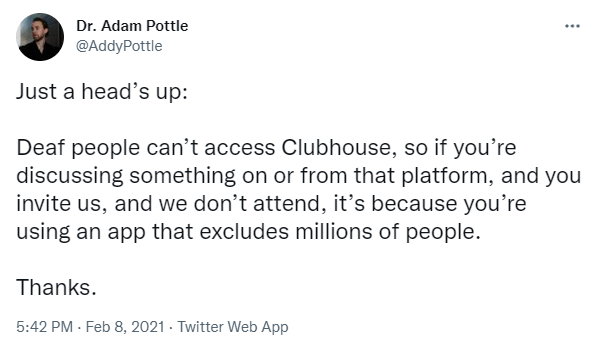 Dr. Adam Pottle
@AddyPottle
Just a head’s up:
Deaf people can’t access Clubhouse, so if you’re
discussing something on or from that platform, and you
invite us, and we don’t attend, it’s because you’re
using an app that excludes millions of people.
Thanks.
5:42 PM · Feb 8, 2021 · Twitter Web App